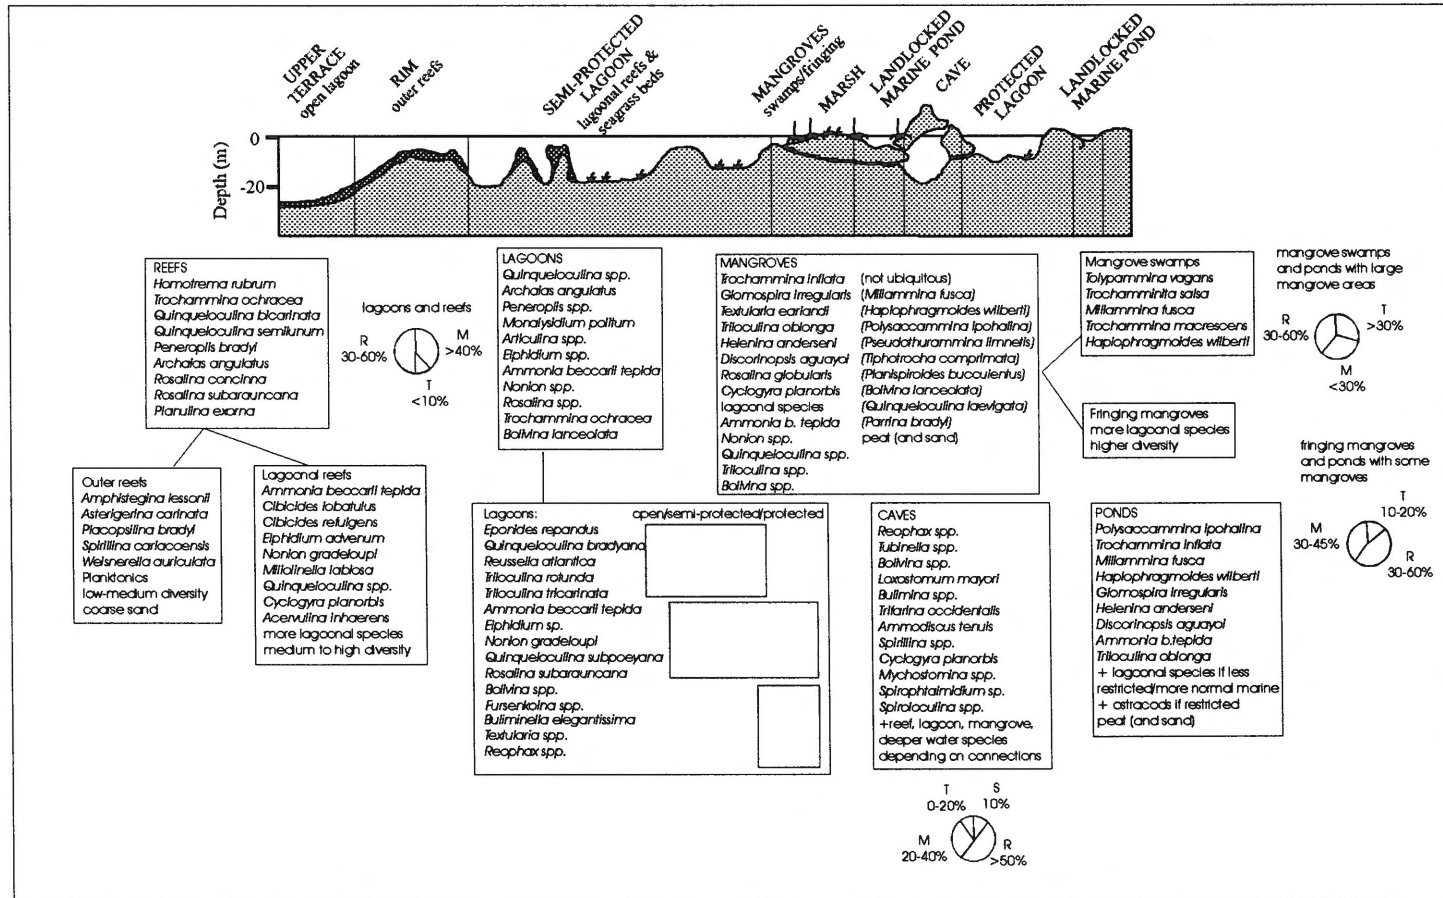 UPPER
TERRACE
open lagoon
RIM
outer reefs
SEMI-PROTECTED
LAGOON
lagoonal reefs &
seagrass beds
MANGROVES
swamps/fringing
MARSH
LANDLOCKED
MARINE POND
CAVE
PROTECTED
LAGOON
LANDLOCKED
MARINE POND
Depth (m)
0
-20
REEFS
Homotrema rubrum
Trochammina ochracea
Quinqueloculina bicarinata
Quinqueloculina semilunum
Peneroplis bradyi
Archaias angulatus
Rosalina concinna
Rosalina subaraucana
Planulina exorna
lagoons and reefs
R
30-60%
M
>40%
T
<10%
LAGOONS
Quinqueloculina spp.
Archaias angulatus
Peneroplis spp.
Monalysidium politum
Articulina spp.
Elphidium spp.
Ammonia beccarii tepida
Nonion spp.
Rosalina spp.
Trochammina ochracea
Bolivina lanceolata
MANGROVES
Trochammina inflata (not ubiquitous)
Glomospira irregularis (Miliammina fusca)
Textularia earlandi (Haplophragmoides wilberti)
Triloculina oblonga (Polysaccammina ipohalina)
Helenina anderseni (Pseudothurammina limnetis)
Discorinopsis aguayoi (Tiphotrocha comprimata)
Rosalina globularis (Planispiroides bucculentus)
Cyclogyra planorbis (Bolivina lanceolata)
lagoonal species (Quinqueloculina laevigata)
Ammonia b. tepida (Parrina bradyi)
Nonion spp. peat (and sand)
Quinqueloculina spp.
Triloculina spp.
Bolivina spp.
Mangrove swamps
Tolypammina vagans
Trochamminita salsa
Miliammina fusca
Trochammina macrescens
Haplophragmoides wilberti
mangrove swamps
and ponds with large
mangrove areas
T
>30%
R
30-60%
M
<30%
Fringing mangroves
more lagoonal species
higher diversity
fringing mangroves
and ponds with some
mangroves
T
10-20%
M
30-45%
R
30-60%
Outer reefs
Amphistegina lessonii
Asterigerina carinata
Placopsilina bradyi
Spirillina cariacoensis
Weisnerella auriculata
Planktonics
low-medium diversity
coarse sand
Lagoonal reefs
Ammonia beccarii tepida
Cibicides lobatulus
Cibicides refulgens
Elphidium advenum
Nonion gradeloupi
Miliolinella labiosa
Quinqueloculina spp.
Cyclogyra planorbis
Acervulina inhaerens
more lagoonal species
medium to high diversity
Lagoons: open/semi-protected/protected
Eponides repandus
Quinqueloculina bradyana
Reussella atlantica
Triloculina rotunda
Triloculina tricarinata
Ammonia beccarii tepida
Elphidium sp.
Nonion gradeloupi
Quinqueloculina subpoeyana
Rosalina subaraucana
Bolivina spp.
Fursenkoina spp.
Buliminella elegantissima
Textularia spp.
Reophax spp.
CAVES
Reophax spp.
Tubinella spp.
Bolivina spp.
Loxostomum mayori
Bulimina spp.
Trifarina occidentalis
Ammodiscus tenuis
Spirillina spp.
Cyclogyra planorbis
Mychostomina spp.
Spirophtalmidium sp.
Spiroloculina spp.
+reef, lagoon, mangrove,
deeper water species
depending on connections
PONDS
Polysaccammina ipohalina
Trochammina inflata
Miliammina fusca
Haplophragmoides wilberti
Glomospira irregularis
Helenina anderseni
Discorinopsis aguayoi
Ammonia b.tepida
Triloculina oblonga
+ lagoonal species if less
restricted/more normal marine
+ ostracods if restricted
peat (and sand)
T
0-20%
S
10%
M
20-40%
R
>50%